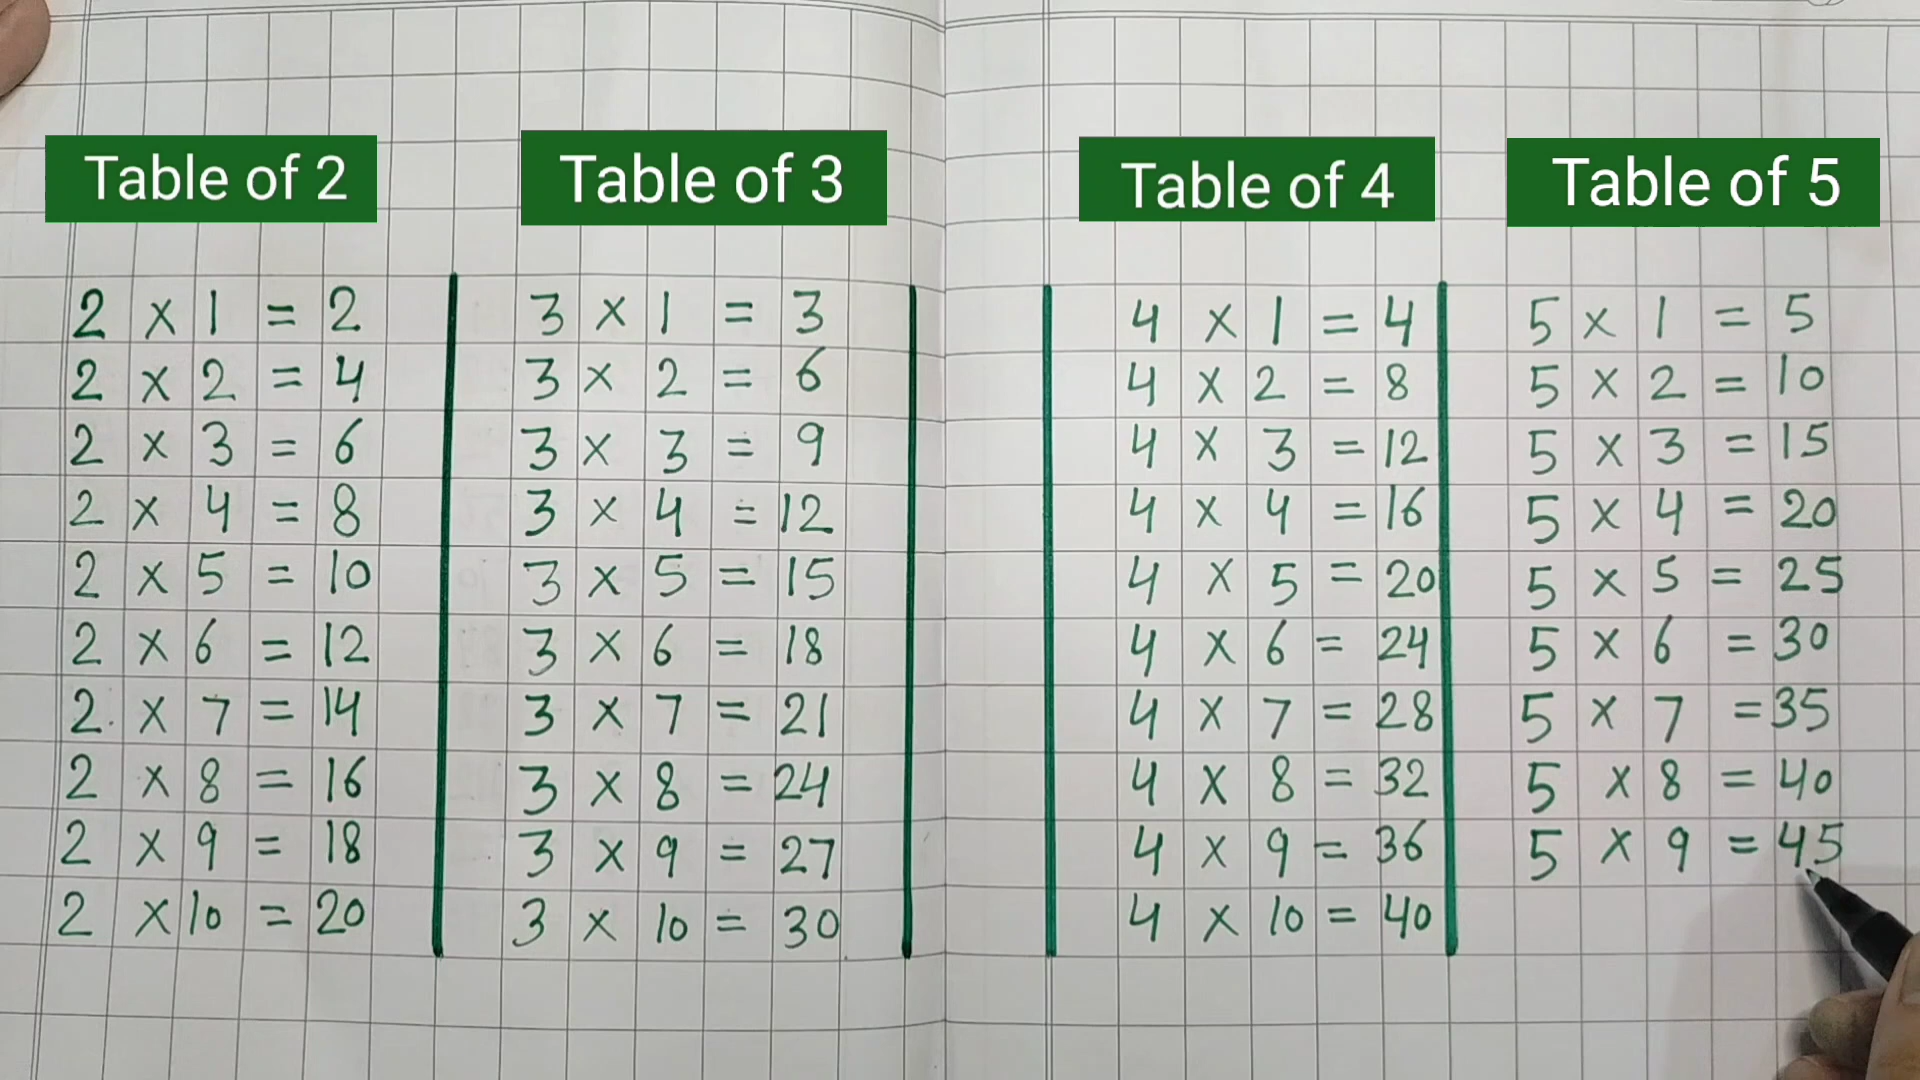 Table of 2
2 x 1 = 2
2 x 2 = 4
2 x 3 = 6
2 x 4 = 8
2 x 5 = 10
2 x 6 = 12
2 x 7 = 14
2 x 8 = 16
2 x 9 = 18
2 x 10 = 20
Table of 3
3 x 1 = 3
3 x 2 = 6
3 x 3 = 9
3 x 4 = 12
3 x 5 = 15
3 x 6 = 18
3 x 7 = 21
3 x 8 = 24
3 x 9 = 27
3 x 10 = 30
Table of 4
4 x 1 = 4
4 x 2 = 8
4 x 3 = 12
4 x 4 = 16
4 x 5 = 20
4 x 6 = 24
4 x 7 = 28
4 x 8 = 32
4 x 9 = 36
4 x 10 = 40
Table of 5
5 x 1 = 5
5 x 2 = 10
5 x 3 = 15
5 x 4 = 20
5 x 5 = 25
5 x 6 = 30
5 x 7 = 35
5 x 8 = 40
5 x 9 = 45